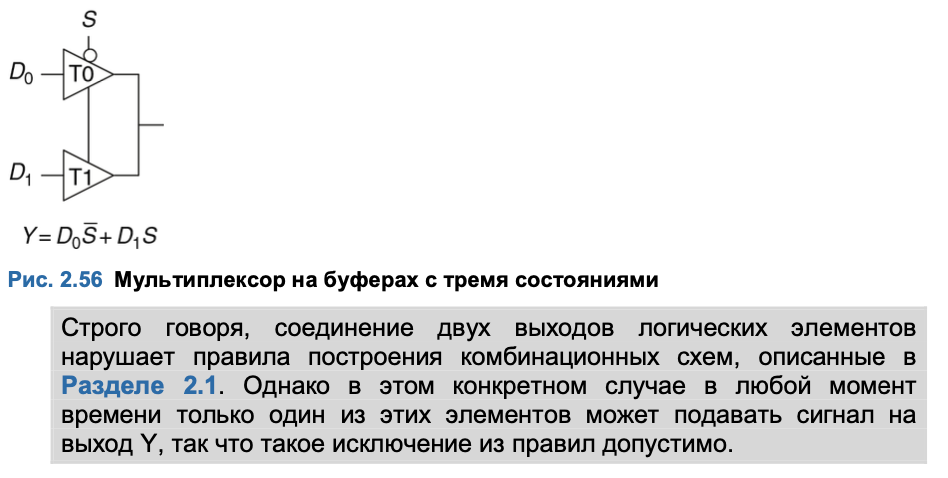 S
D₀ T0
D₁ T1
Y = D₀S̅ + D₁S
Рис. 2.56 Мультиплексор на буферах с тремя состояниями
Строго говоря, соединение двух выходов логических элементов
нарушает правила построения комбинационных схем, описанные в
Разделе 2.1. Однако в этом конкретном случае в любой момент
времени только один из этих элементов может подавать сигнал на
выход Y, так что такое исключение из правил допустимо.